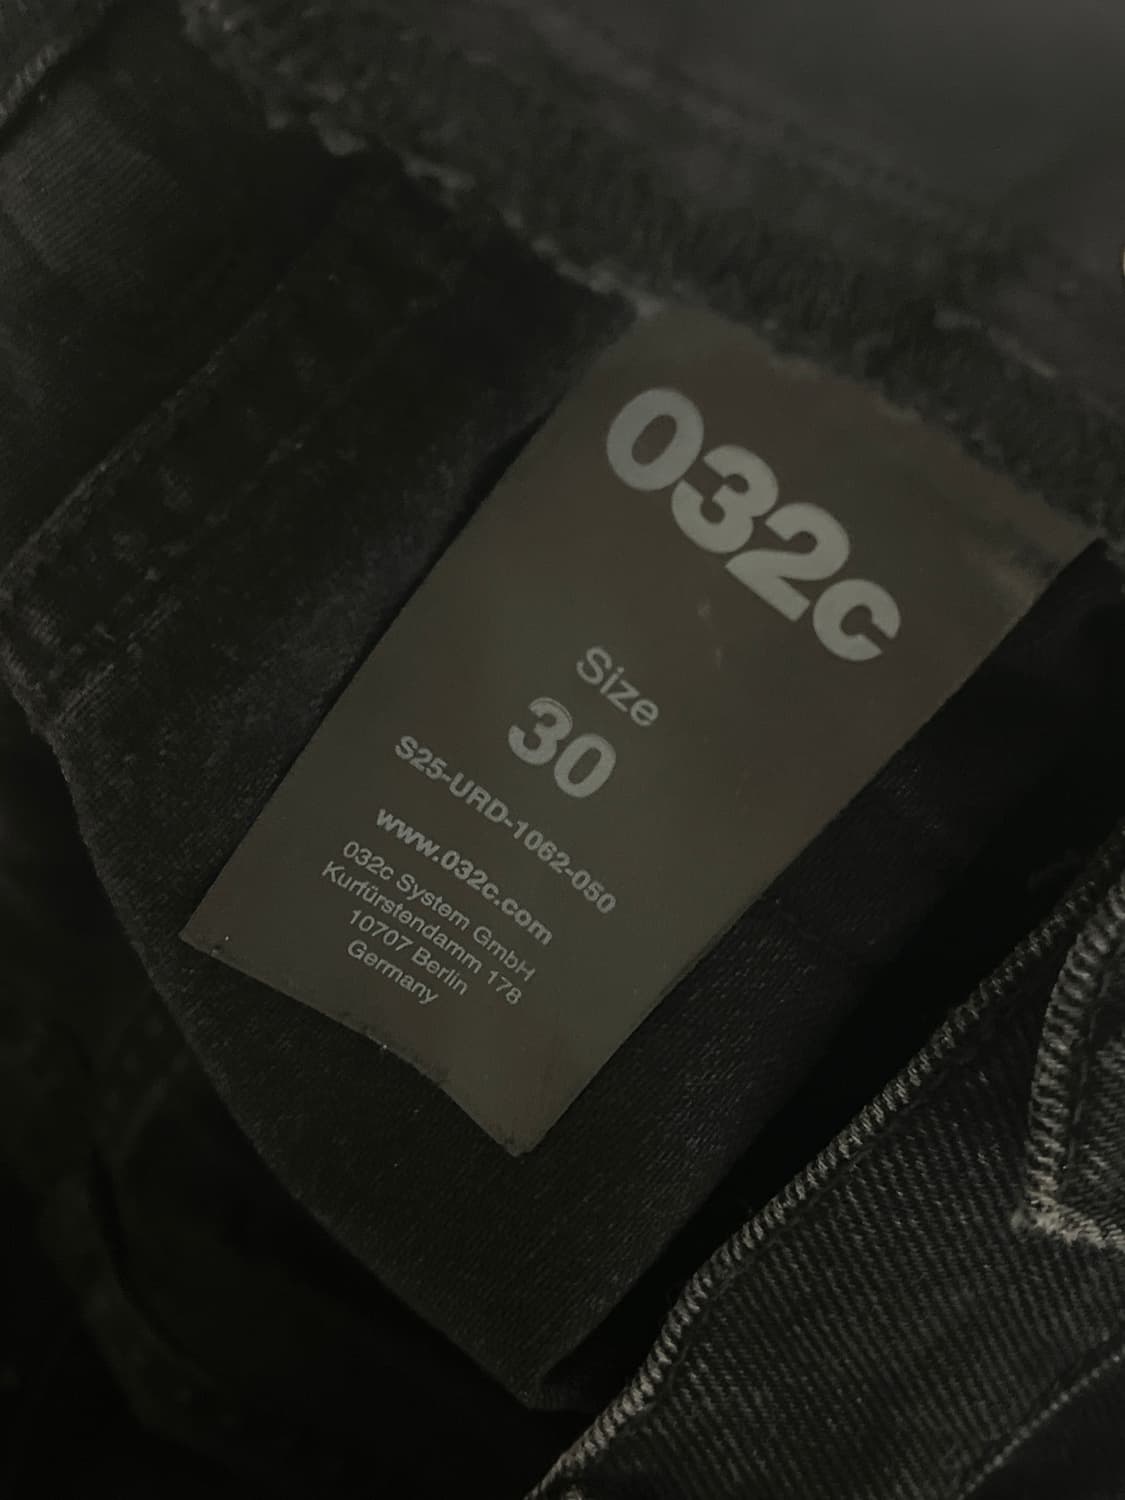 032c
Size
30
S25-URD-1062-050
www.032c.com
032c System GmbH
Kurfürstendamm 178
10707 Berlin
Germany